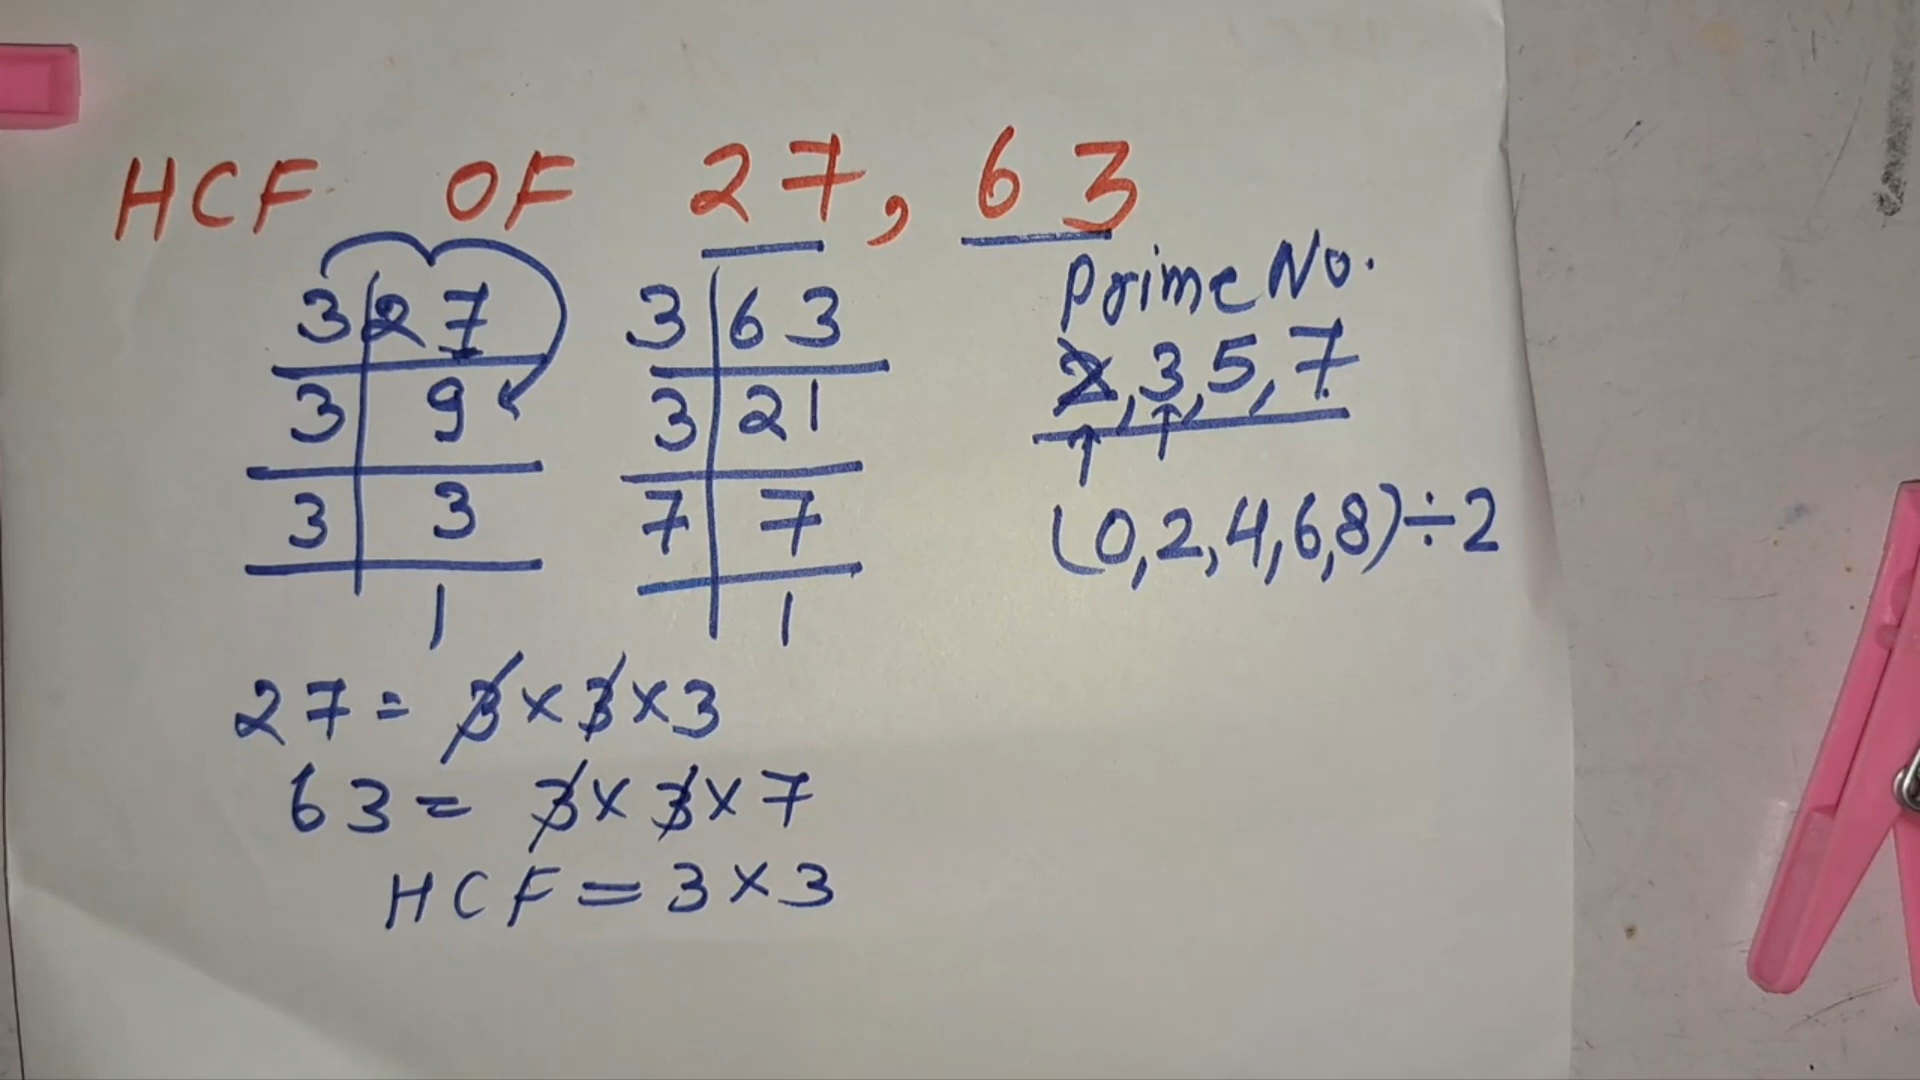 HCF OF 27, 63
3 | 27
3 | 9
3 | 3
1
3 | 63
3 | 21
7 | 7
1
Prime No.
2, 3, 5, 7
(0,2,4,6,8)÷2
27 = 3×3×3
63 = 3×3×7
HCF = 3×3